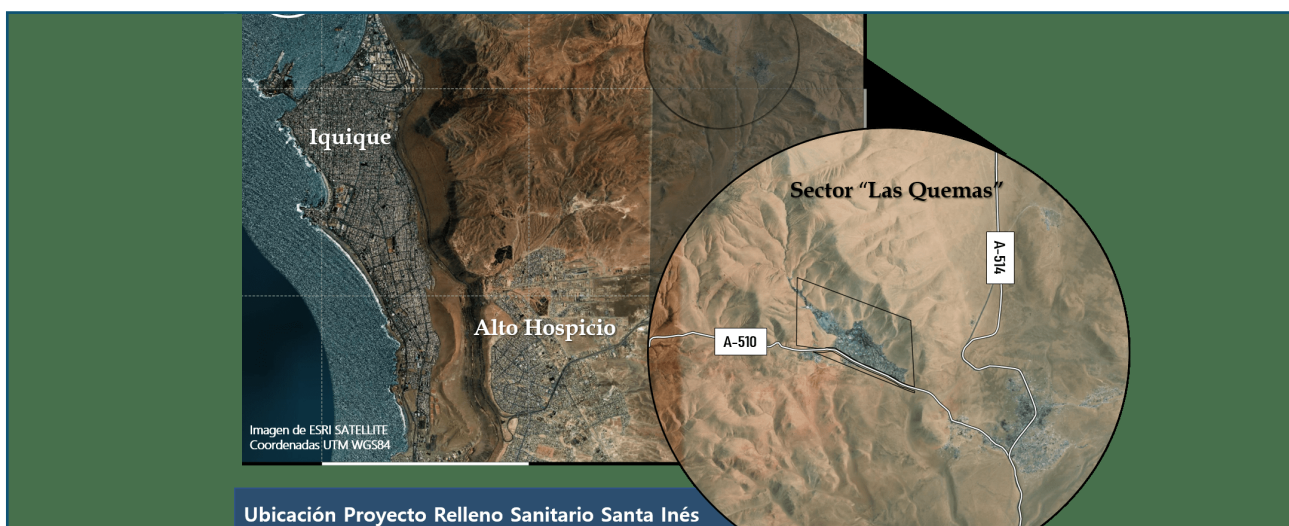 Iquique
Sector “Las Quemas”
A-514
Alto Hospicio
A-510
Imagen de ESRI SATELLITE
Coordenadas UTM WGS84
Ubicación Proyecto Relleno Sanitario Santa Inés